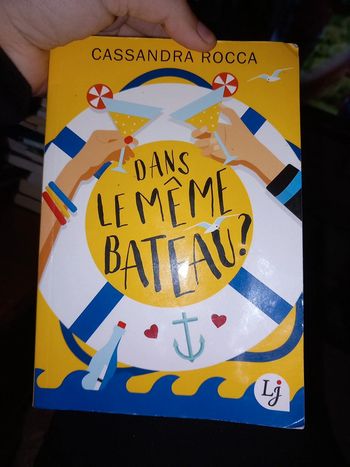 CASSANDRA ROCCA
DANS
LE MÊME
BATEAU?
Lj